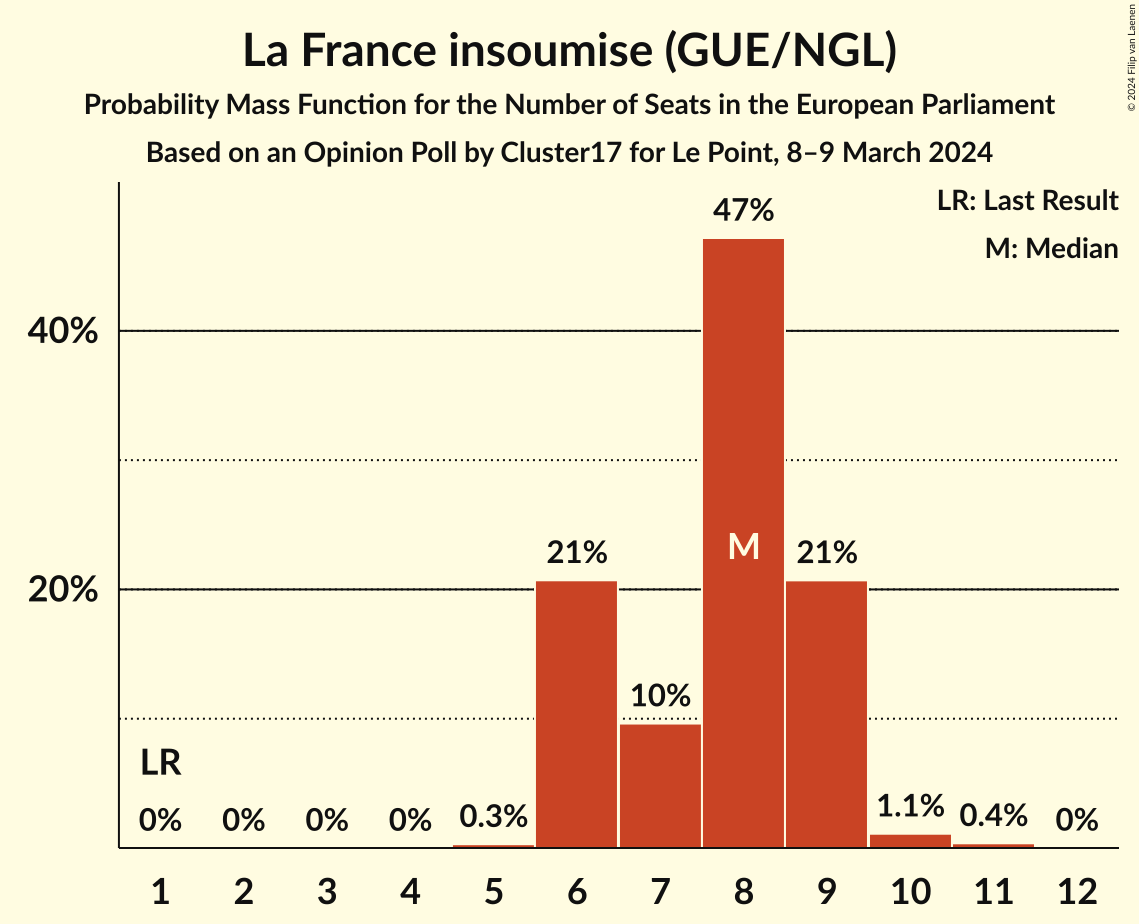 La France insoumise (GUE/NGL)
Probability Mass Function for the Number of Seats in the European Parliament
Based on an Opinion Poll by Cluster17 for Le Point, 8–9 March 2024
© 2024 Filip van Laenen
LR: Last Result
M: Median
47%
40%
M
21%
21%
20%
10%
LR
0%
0%
0%
0%
0.3%
1.1%
0.4%
0%
1 2 3 4 5 6 7 8 9 10 11 12